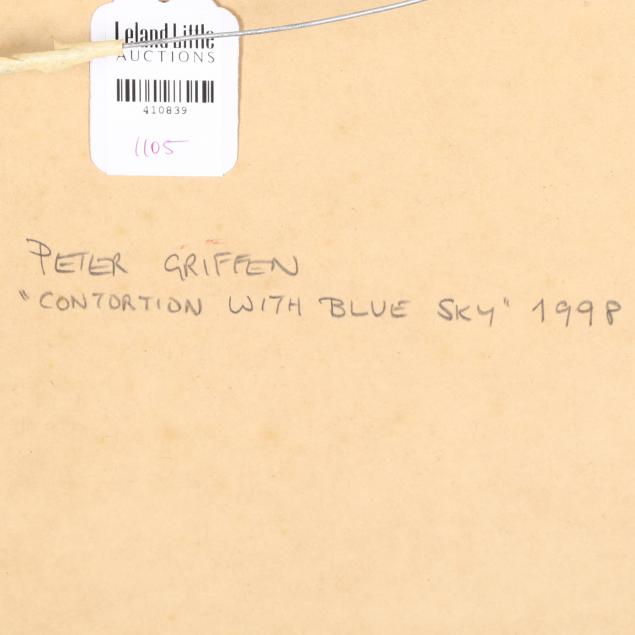 Leland Little
AUCTIONS
410839
1105
PETER GRIFFEN
"CONTORTION WITH BLUE SKY" 1998